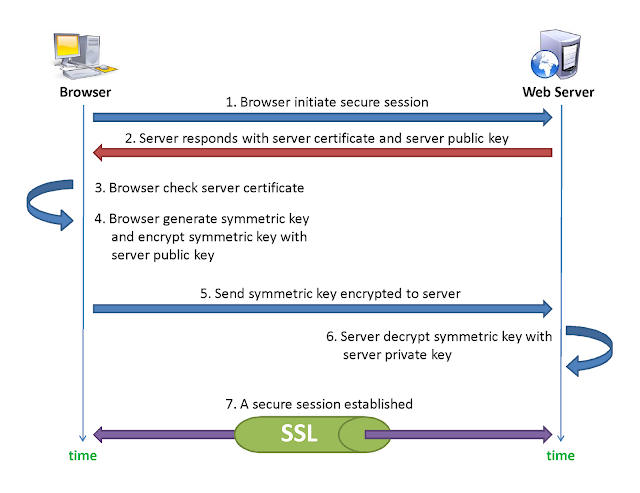 Browser
Web Server
1. Browser initiate secure session
2. Server responds with server certificate and server public key
3. Browser check server certificate
4. Browser generate symmetric key
and encrypt symmetric key with
server public key
5. Send symmetric key encrypted to server
6. Server decrypt symmetric key with
server private key
7. A secure session established
SSL
time
time